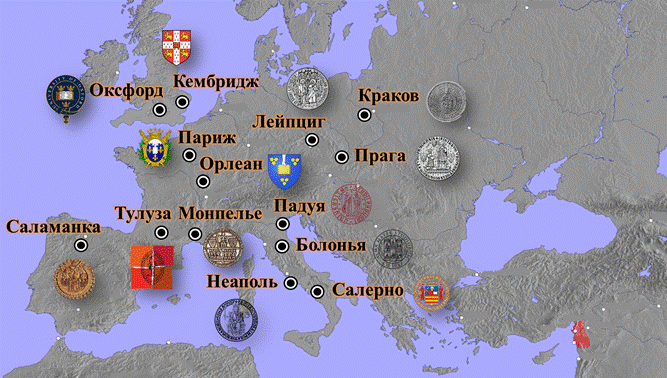 Кембридж
Оксфорд
Краков
Лейпциг
Париж
Прага
Орлеан
Тулуза
Монпелье
Падуя
Саламанка
Болонья
Неаполь
Салерно